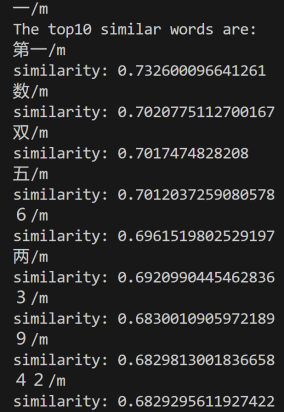 一/m
The top10 similar words are:
第一/m
similarity: 0.732600096641261
数/m
similarity: 0.7020775112700167
双/m
similarity: 0.7017474828208
五/m
similarity: 0.7012037259080578
６/m
similarity: 0.6961519802529197
两/m
similarity: 0.6920990445462836
３/m
similarity: 0.6830010905972189
９/m
similarity: 0.6829813001836658
４２/m
similarity: 0.6829295611927422